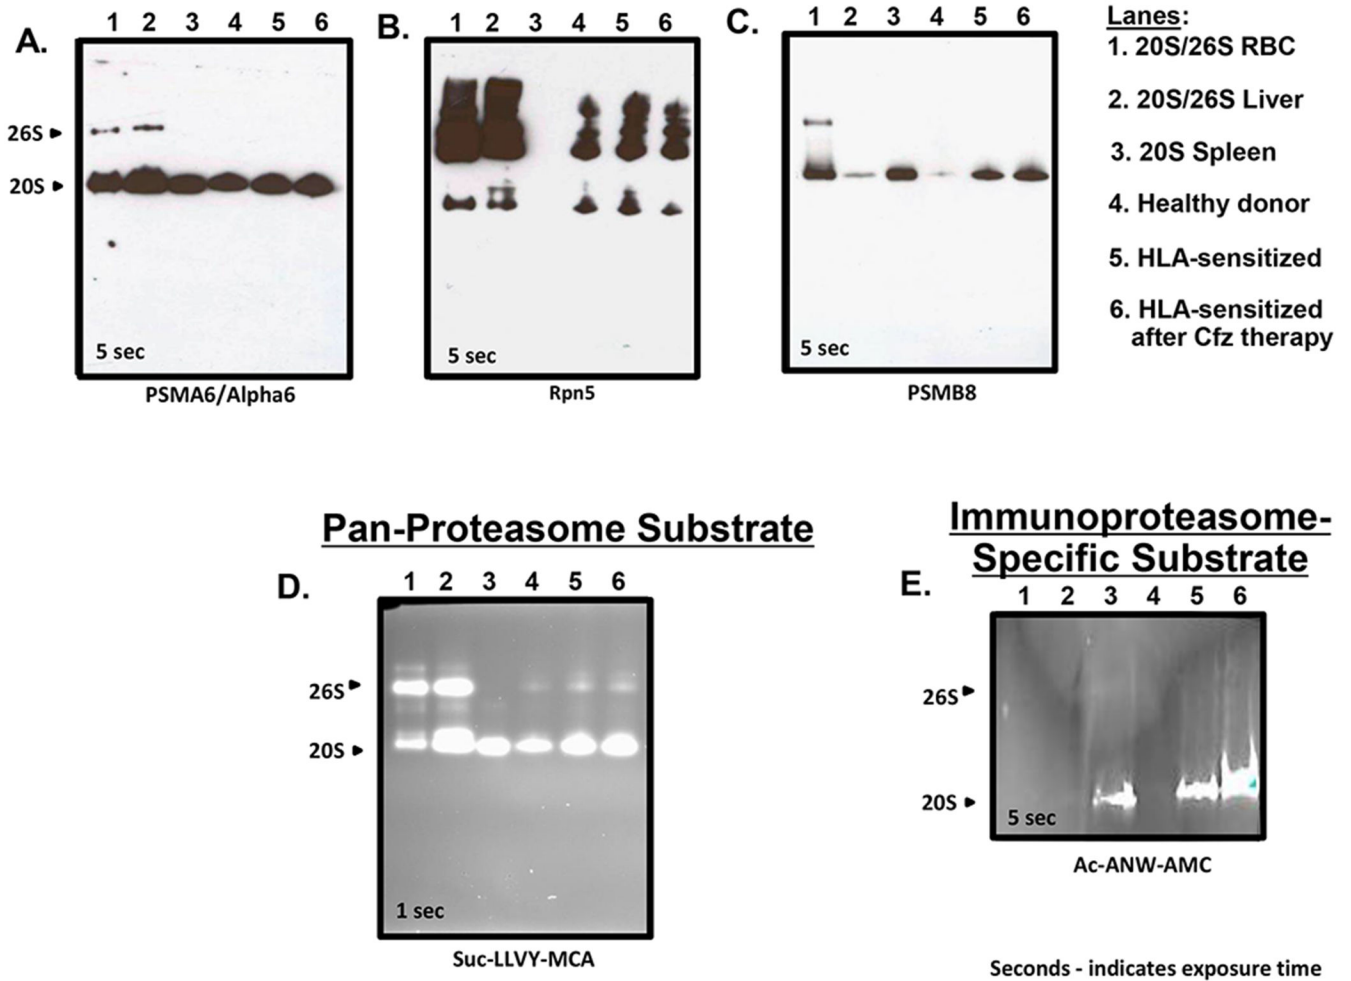 A.
1 2 3 4 5 6
26S
20S
5 sec
PSMA6/Alpha6
B.
1 2 3 4 5 6
5 sec
Rpn5
C.
1 2 3 4 5 6
5 sec
PSMB8
Lanes:
1. 20S/26S RBC
2. 20S/26S Liver
3. 20S Spleen
4. Healthy donor
5. HLA-sensitized
6. HLA-sensitized
after Cfz therapy
Pan-Proteasome Substrate
D.
1 2 3 4 5 6
26S
20S
1 sec
Suc-LLVY-MCA
Immunoproteasome-
Specific Substrate
E.
1 2 3 4 5 6
26S
20S
5 sec
Ac-ANW-AMC
Seconds - indicates exposure time